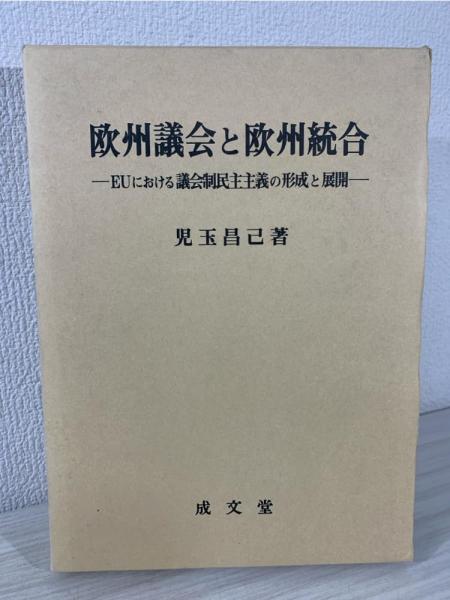 欧州議会と欧州統合
―EUにおける議会制民主主義の形成と展開―
児玉昌己著
成文堂